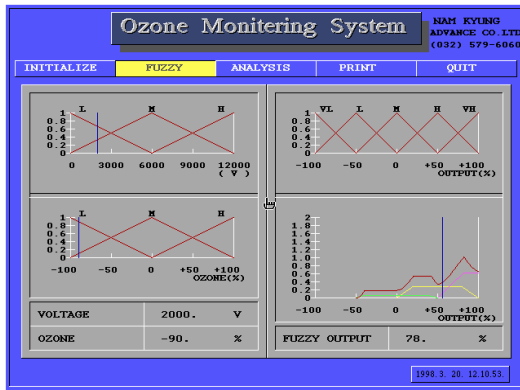 Ozone Monitering System
NAM KYUNG
ADVANCE CO.LTD
(032) 579-6060
INITIALIZE FUZZY ANALYSIS PRINT QUIT
L M H
1
0.8
0.6
0.4
0.2
0
0 3000 6000 9000 12000
( V )
VL L M H VH
1
0.8
0.6
0.4
0.2
0
-100 -50 0 +50 +100
OUTPUT(%)
L M H
1
0.8
0.6
0.4
0.2
0
-100 -50 0 +50 +100
OZONE(%)
2
1.8
1.6
1.4
1.2
1
0.8
0.6
0.4
0.2
0
-100 -50 0 +50 +100
OUTPUT(%)
VOLTAGE 2000. V
OZONE -90. %
FUZZY OUTPUT 78. %
1998. 3. 20. 12.10.53.